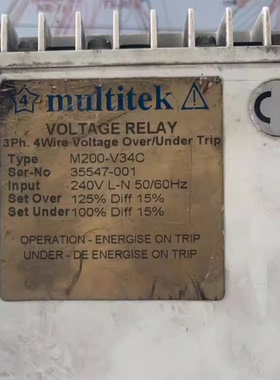 4 multitek
VOLTAGE RELAY
3Ph. 4Wire Voltage Over/Under Trip
Type M200-V34C
Ser-No 35547-001
Input 240V L-N 50/60Hz
Set Over 125% Diff 15%
Set Under 100% Diff 15%
OPERATION - ENERGISE ON TRIP
UNDER - DE ENERGISE ON TRIP